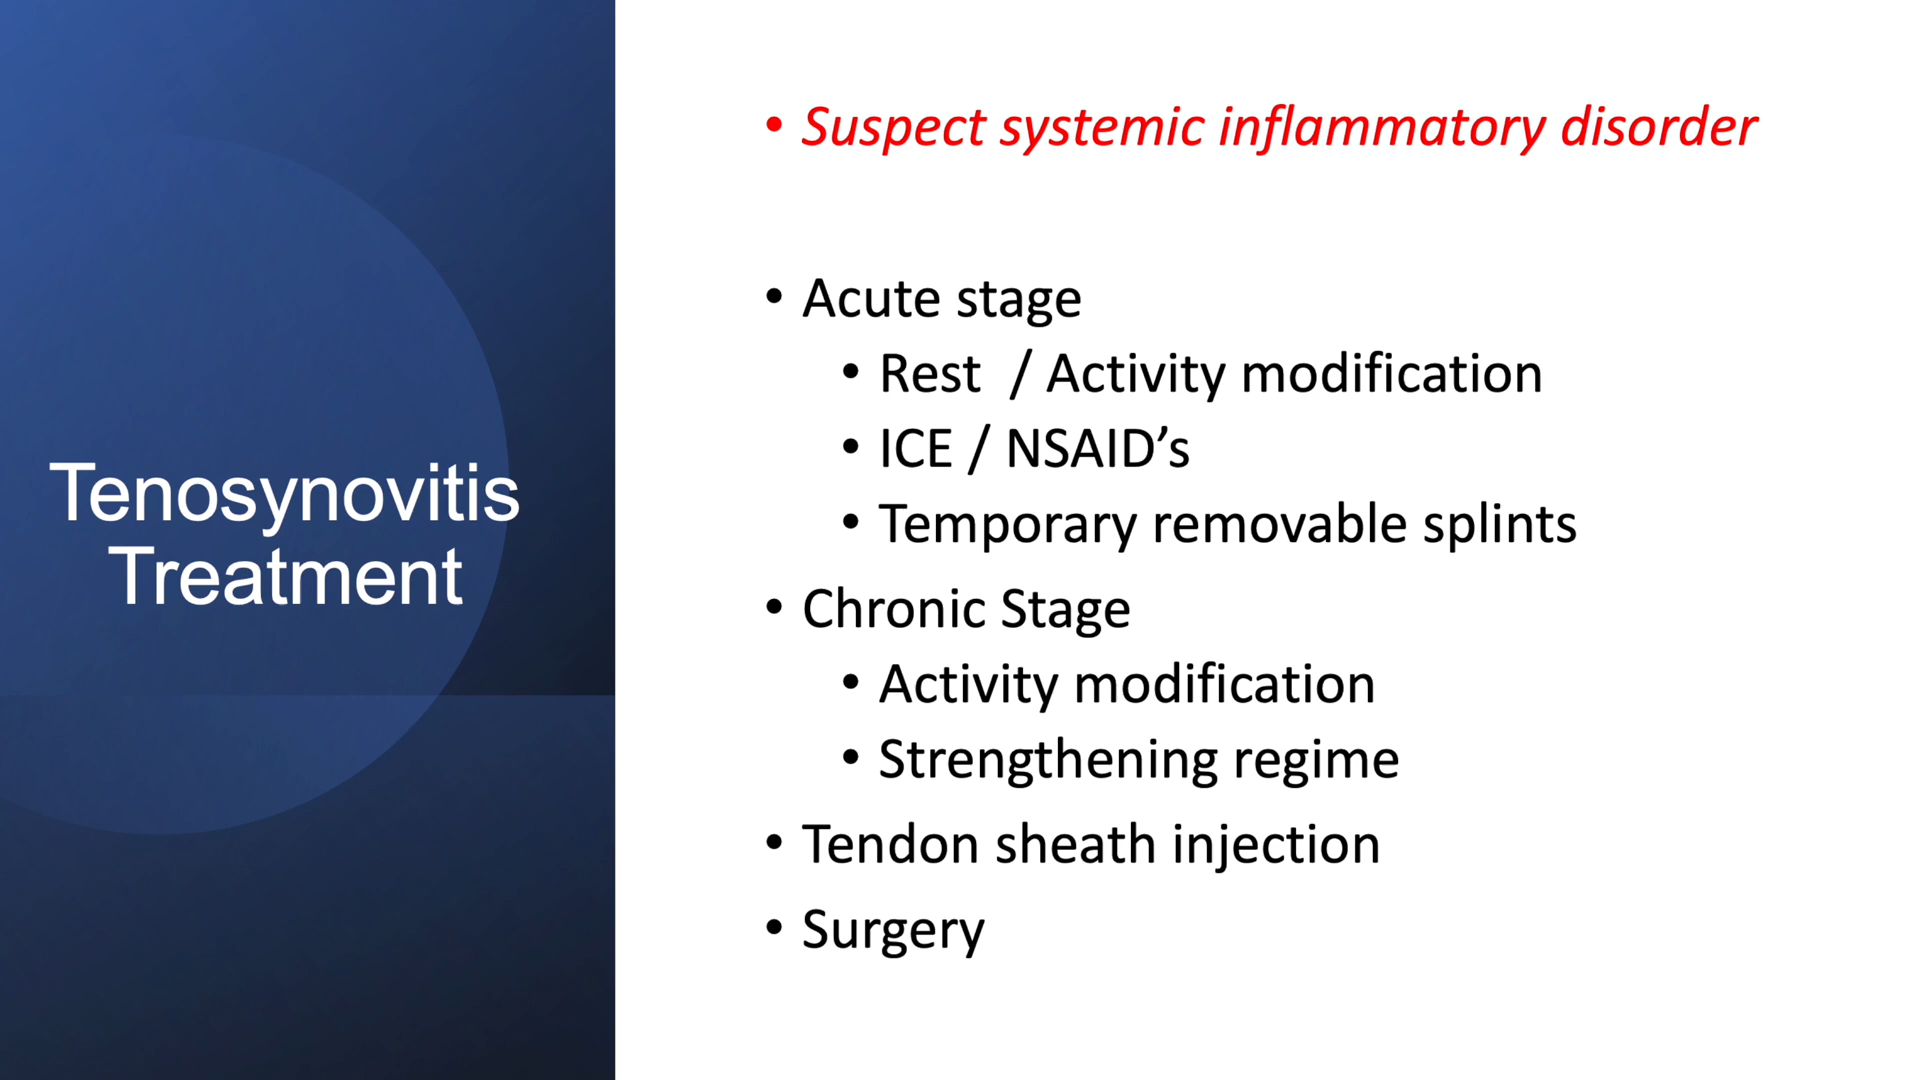 Tenosynovitis
Treatment
• Suspect systemic inflammatory disorder
• Acute stage
• Rest / Activity modification
• ICE / NSAID’s
• Temporary removable splints
• Chronic Stage
• Activity modification
• Strengthening regime
• Tendon sheath injection
• Surgery